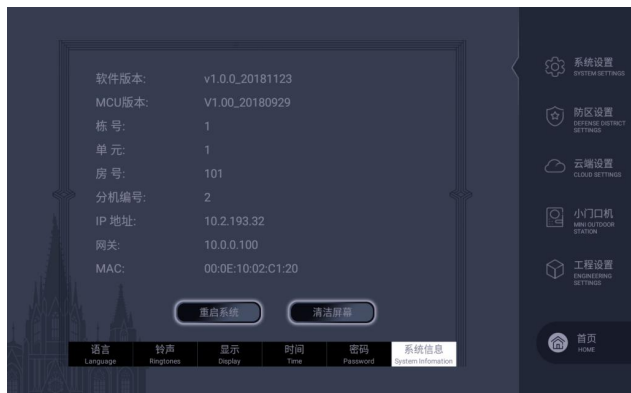 软件版本: v1.0.0_20181123
MCU版本: V1.00_20180929
栋 号: 1
单 元: 1
房 号: 101
分机编号: 2
IP 地址: 10.2.193.32
网关: 10.0.0.100
MAC: 00:0E:10:02:C1:20
重启系统 清洁屏幕
语言 铃声 显示 时间 密码 系统信息
Language Ringtones Display Time Password System Infomation
系统设置
SYSTEM SETTINGS
防区设置
DEFENSE DISTRICT
SETTINGS
云端设置
CLOUD SETTINGS
小门口机
MINI OUTDOOR
STATION
工程设置
ENGINEERING
SETTINGS
首页
HOME